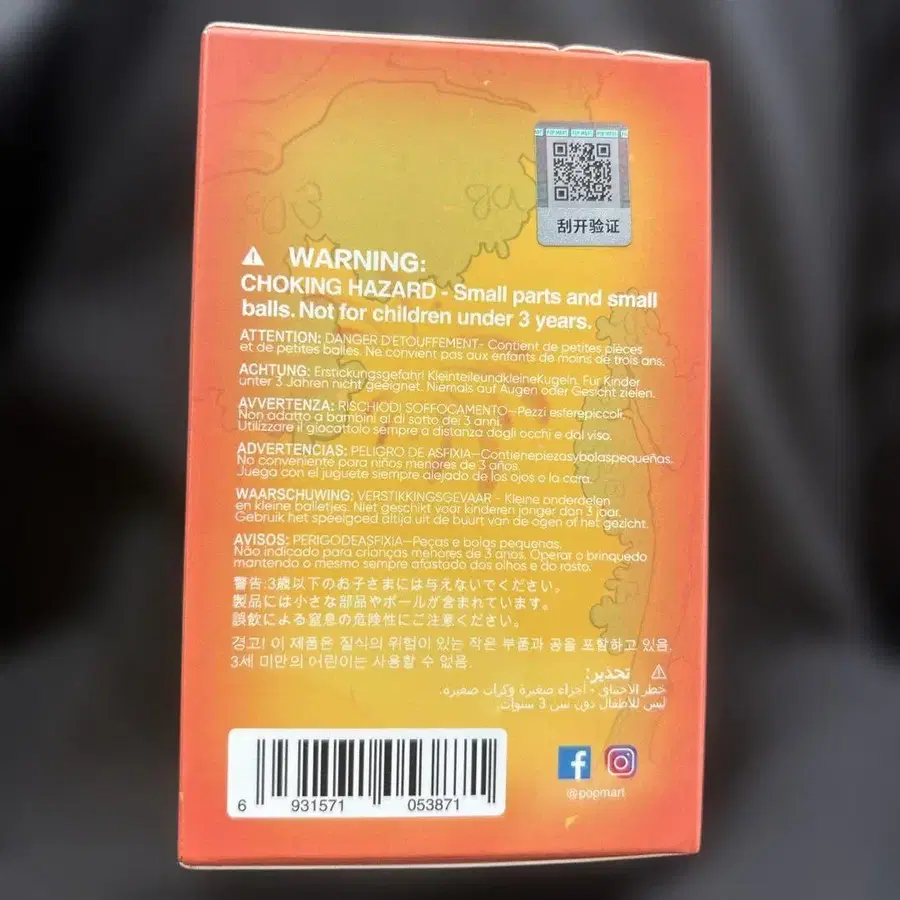 POP MART POP MART
刮开验证
WARNING:
CHOKING HAZARD - Small parts and small
balls. Not for children under 3 years.
ATTENTION: DANGER D'ETOUFFEMENT- Contient de petites pièces
et de petites balles. Ne convient pas aux enfants de moins de trois ans.
ACHTUNG: Erstickungsgefahr! KleinteileundkleineKugeln. Für Kinder
unter 3 Jahren nicht geeignet. Niemals auf Augen oder Gesicht zielen.
AVVERTENZA: RISCHIODI SOFFOCAMENTO—Pezzi esterepiccoli.
Non adatto a bambini al di sotto dei 3 anni.
Utilizzare il giocattolo sempre a distanza dagli occhi e dal viso.
ADVERTENCIAS: PELIGRO DE ASFIXIA—Contienepiezasybolaspequeñas.
No conveniente para niños menores de 3 años.
Juega con el juguete siempre alejado de los ojos o la cara.
WAARSCHUWING: VERSTIKKINGSGEVAAR - Kleine onderdelen
en kleine balletjes. Niet geschikt voor kinderen jonger dan 3 jaar.
Gebruik het speelgoed altijd uit de buurt van de ogen of het gezicht.
AVISOS: PERIGODEASFIXIA—Peças e bolas pequenas.
Não indicado para crianças menores de 3 anos. Operar o brinquedo
mantendo o mesmo sempre afastado dos olhos e do rosto.
警告:3歳以下のお子さまには与えないでください。
製品には小さな部品やボールが含まれています。
誤飲による窒息の危険性にご注意ください。
경고! 이 제품은 질식의 위험이 있는 작은 부품과 공을 포함하고 있음.
3세 미만의 어린이는 사용할 수 없음.
تحذير:
خطر الاختناق - أجزاء صغيرة وكرات صغيرة.
ليس للأطفال دون سن 3 سنوات.
6 931571 053871
@popmart